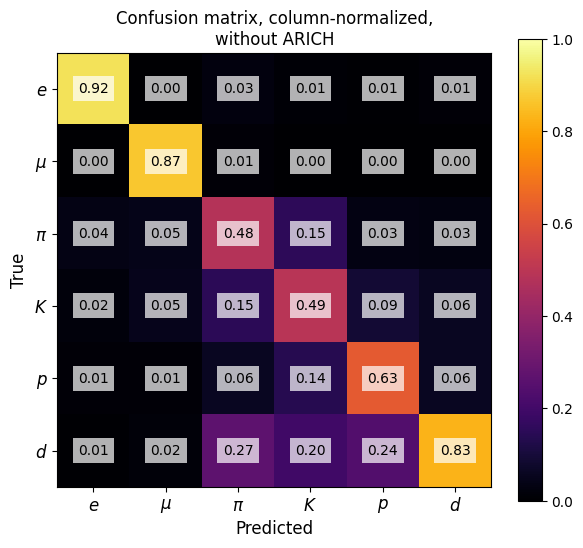 Confusion matrix, column-normalized,
without ARICH
True
e 0.92 0.00 0.03 0.01 0.01 0.01
μ 0.00 0.87 0.01 0.00 0.00 0.00
π 0.04 0.05 0.48 0.15 0.03 0.03
K 0.02 0.05 0.15 0.49 0.09 0.06
p 0.01 0.01 0.06 0.14 0.63 0.06
d 0.01 0.02 0.27 0.20 0.24 0.83
e μ π K p d
Predicted
1.0
0.8
0.6
0.4
0.2
0.0